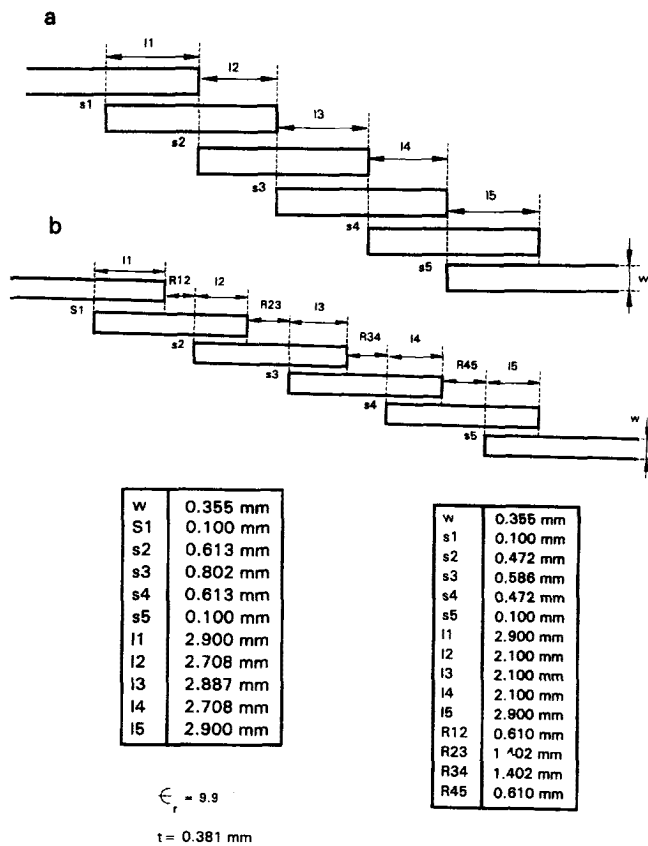 a
l1
l2
s1
l3
s2
l4
s3
l5
s4
s5
w
b
l1
R12
l2
S1
R23
l3
s2
R34
l4
s3
R45
l5
s4
w
s5
w 0.355 mm
S1 0.100 mm
s2 0.613 mm
s3 0.802 mm
s4 0.613 mm
s5 0.100 mm
l1 2.900 mm
l2 2.708 mm
l3 2.887 mm
l4 2.708 mm
l5 2.900 mm
w 0.355 mm
s1 0.100 mm
s2 0.472 mm
s3 0.586 mm
s4 0.472 mm
s5 0.100 mm
l1 2.900 mm
l2 2.100 mm
l3 2.100 mm
l4 2.100 mm
l5 2.900 mm
R12 0.610 mm
R23 1.402 mm
R34 1.402 mm
R45 0.610 mm
∈r = 9.9
t = 0.381 mm